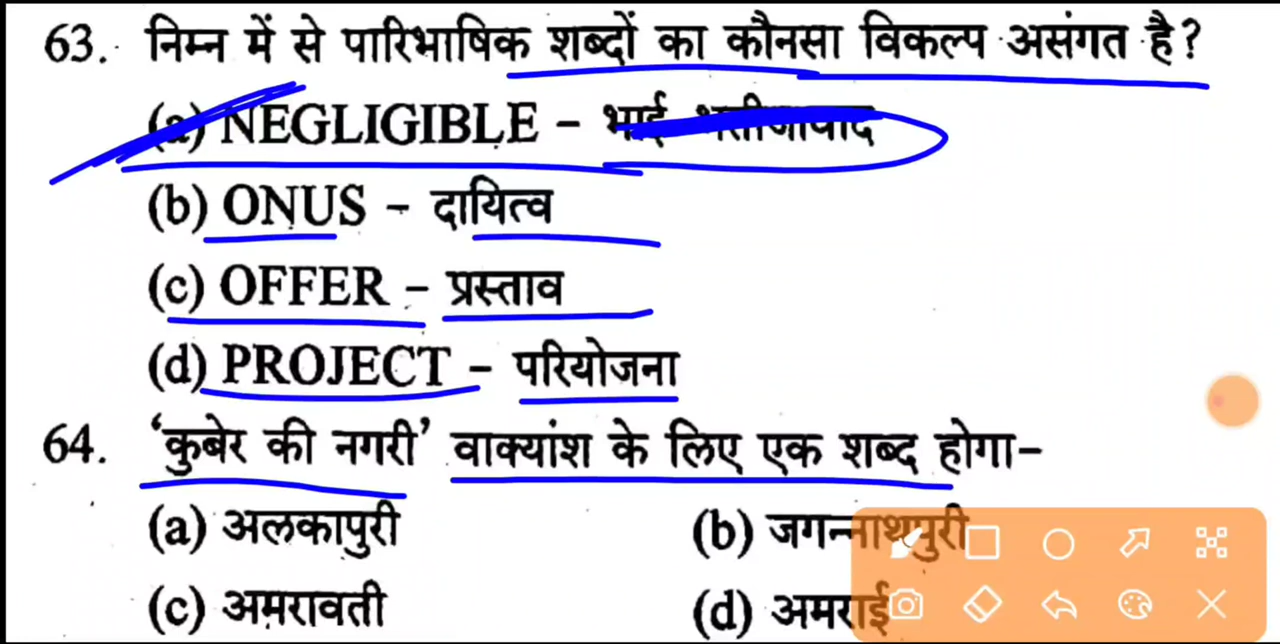 63. निम्न में से पारिभाषिक शब्दों का कौनसा विकल्प असंगत है?
(a) NEGLIGIBLE - भाई भतीजावाद
(b) ONUS - दायित्व
(c) OFFER - प्रस्ताव
(d) PROJECT - परियोजना
64. 'कुबेर की नगरी' वाक्यांश के लिए एक शब्द होगा-
(a) अलकापुरी (b) जगन्नाथपुरी
(c) अमरावती (d) अमराई